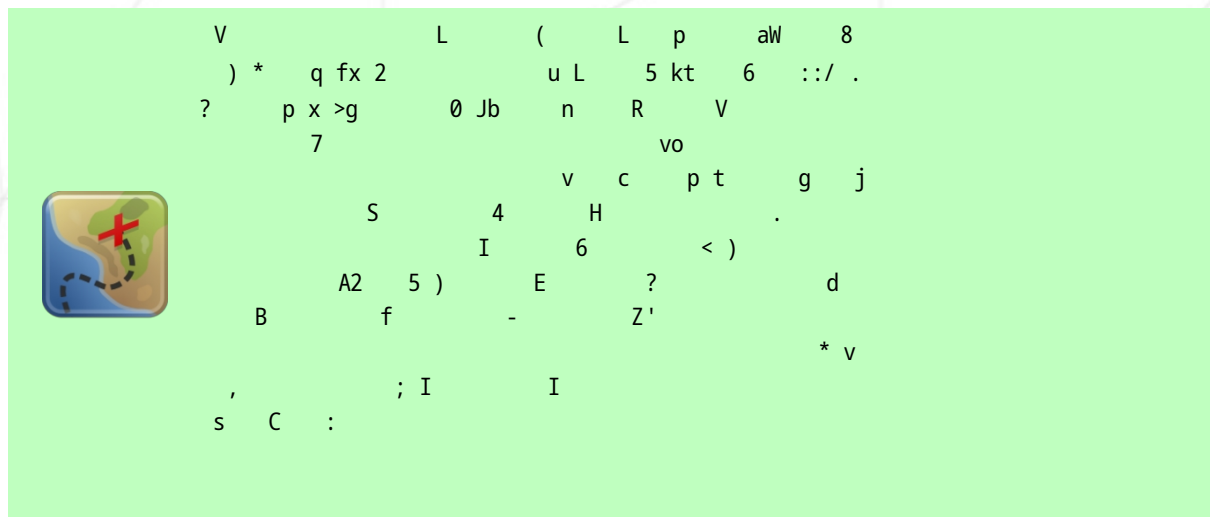 V L ( L p aW 8
) * q fx 2 u L 5 kt 6 ::/ .
? p x >g 0 Jb n R V
7 vo
v c p t g j
S 4 H .
I 6 < )
A2 5 ) E ? d
B f - Z'
* v
, ; I I
s C :